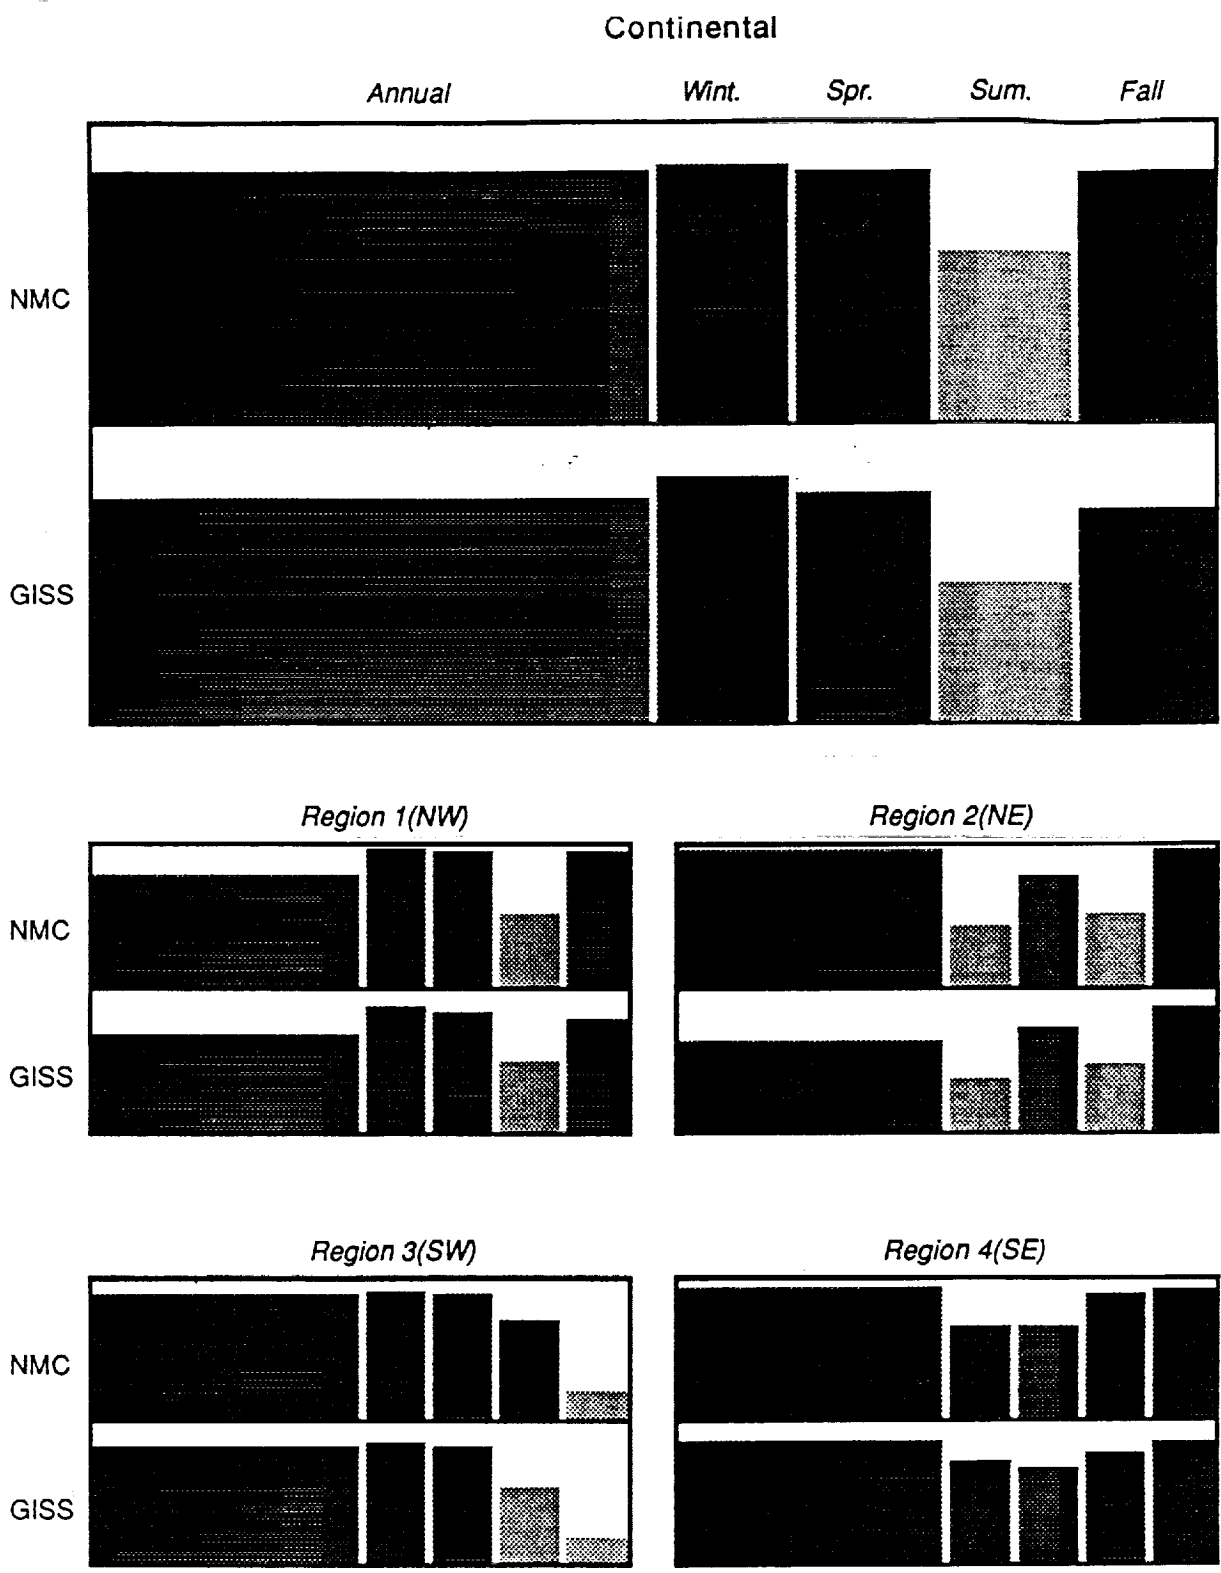 Continental
Annual Wint. Spr. Sum. Fall
NMC
GISS
Region 1(NW) Region 2(NE)
NMC
GISS
Region 3(SW) Region 4(SE)
NMC
GISS